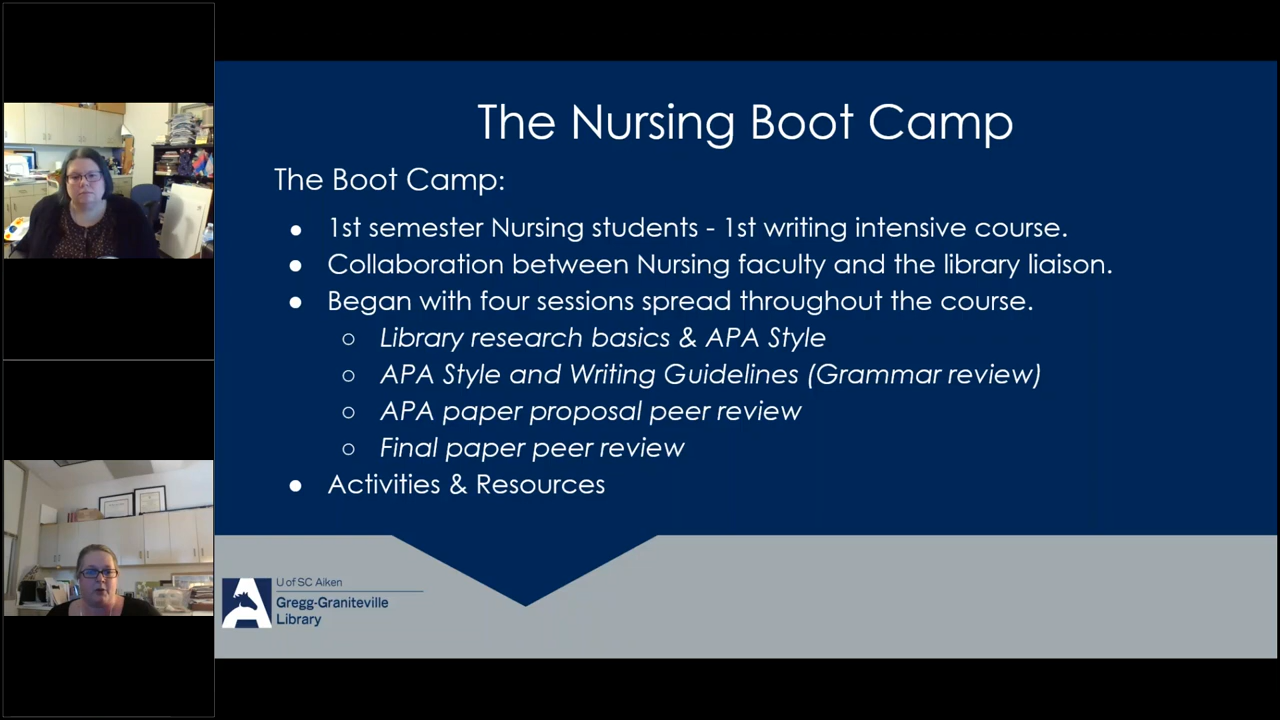 The Nursing Boot Camp
The Boot Camp:
● 1st semester Nursing students - 1st writing intensive course.
● Collaboration between Nursing faculty and the library liaison.
● Began with four sessions spread throughout the course.
○ Library research basics & APA Style
○ APA Style and Writing Guidelines (Grammar review)
○ APA paper proposal peer review
○ Final paper peer review
● Activities & Resources
U of SC Aiken
Gregg-Graniteville
Library